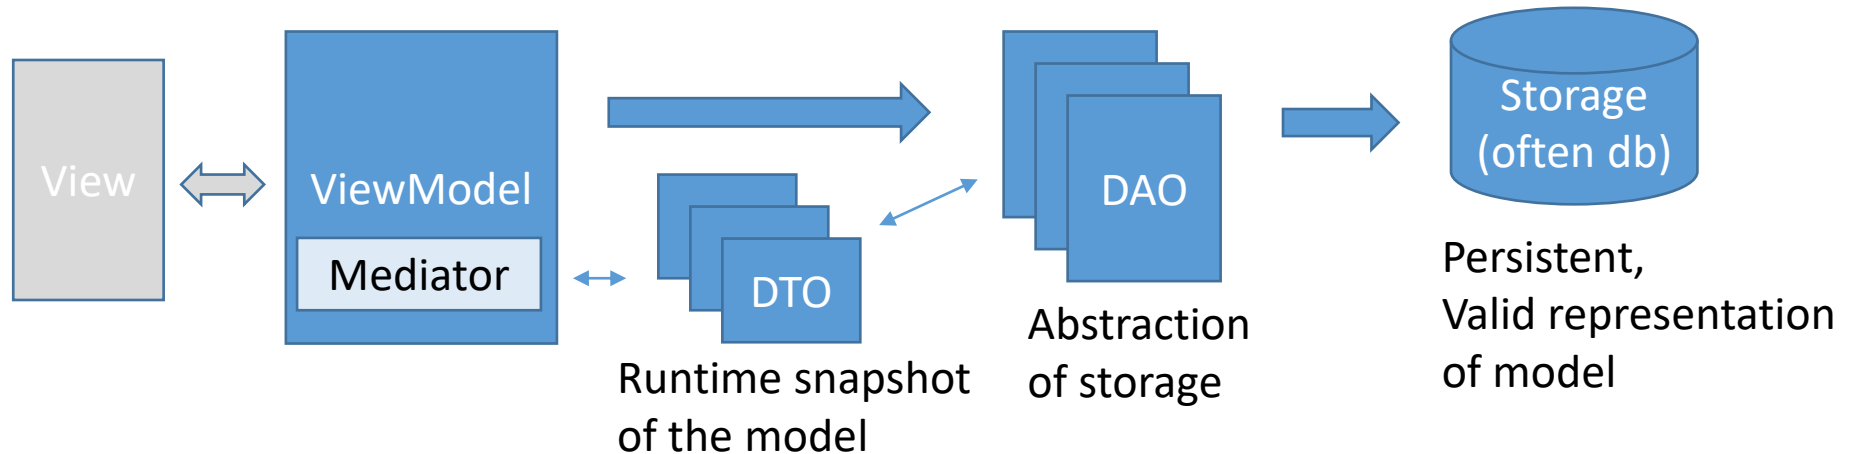 View
ViewModel
Mediator
DTO
Runtime snapshot
of the model
DAO
Abstraction
of storage
Storage
(often db)
Persistent,
Valid representation
of model